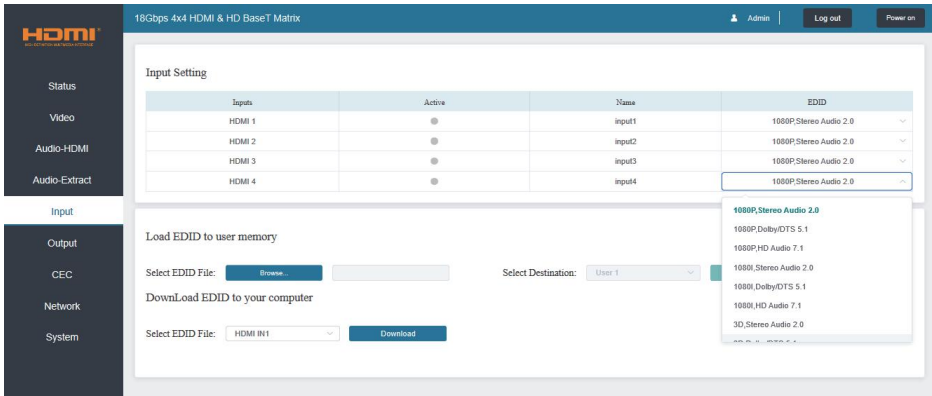 18Gbps 4x4 HDMI & HD BaseT Matrix
Admin
Log out
Power on
HDMI
Status
Video
Audio-HDMI
Audio-Extract
Input
Output
CEC
Network
System
Input Setting
Inputs Active Name EDID
HDMI 1 input1 1080P,Stereo Audio 2.0
HDMI 2 input2 1080P,Stereo Audio 2.0
HDMI 3 input3 1080P,Stereo Audio 2.0
HDMI 4 input4 1080P,Stereo Audio 2.0
1080P,Stereo Audio 2.0
1080P,Dolby/DTS 5.1
1080P,HD Audio 7.1
1080I,Stereo Audio 2.0
1080I,Dolby/DTS 5.1
1080I,HD Audio 7.1
3D,Stereo Audio 2.0
Load EDID to user memory
Select EDID File: Browse... Select Destination: User 1
DownLoad EDID to your computer
Select EDID File: HDMI IN1 Download